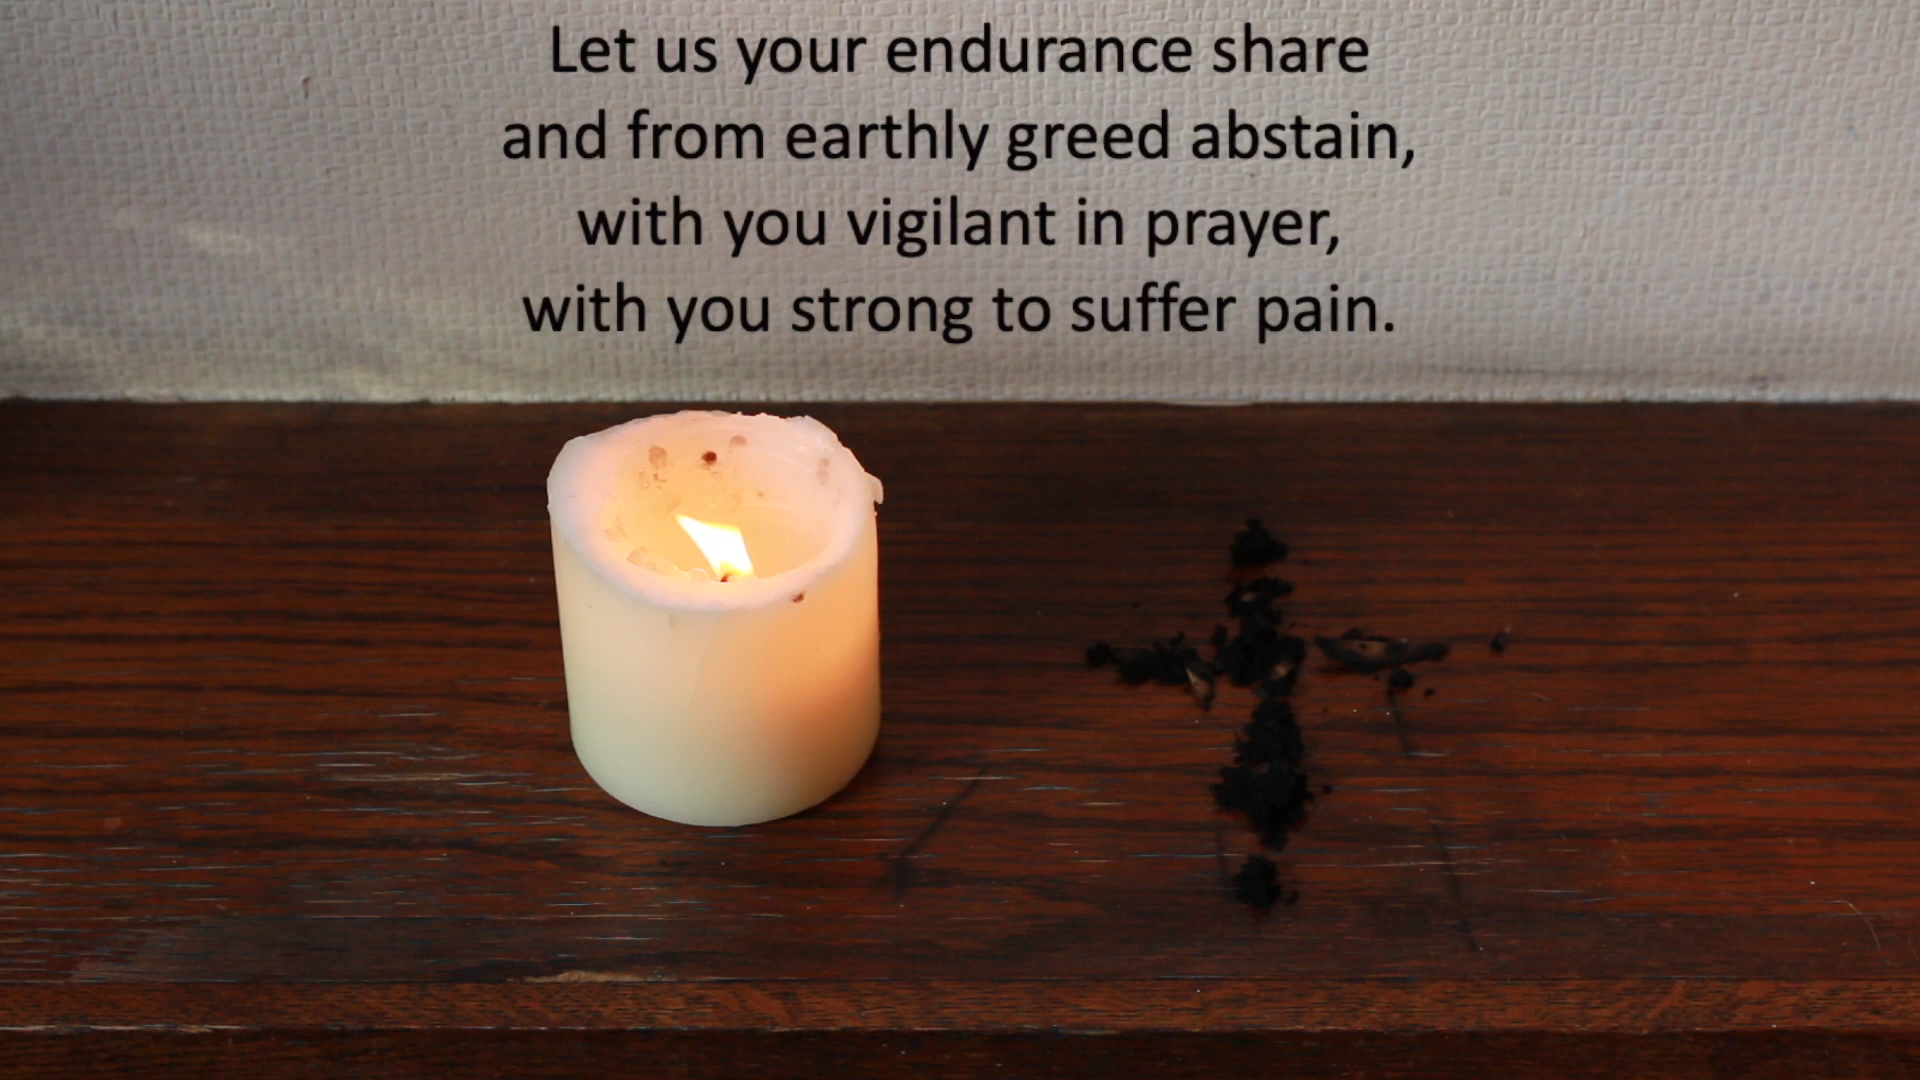 Let us your endurance share
and from earthly greed abstain,
with you vigilant in prayer,
with you strong to suffer pain.